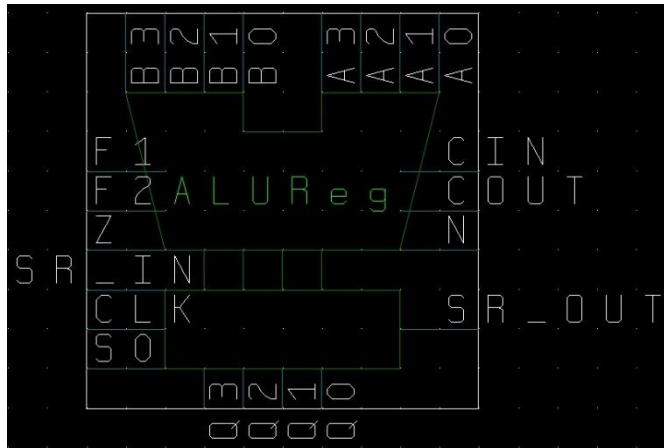 B3 B2 B1 B0 A3 A2 A1 A0
F1 CIN
F2 ALUReg COUT
Z N
SR_IN
CLK SR_OUT
S0
Q3 Q2 Q1 Q0